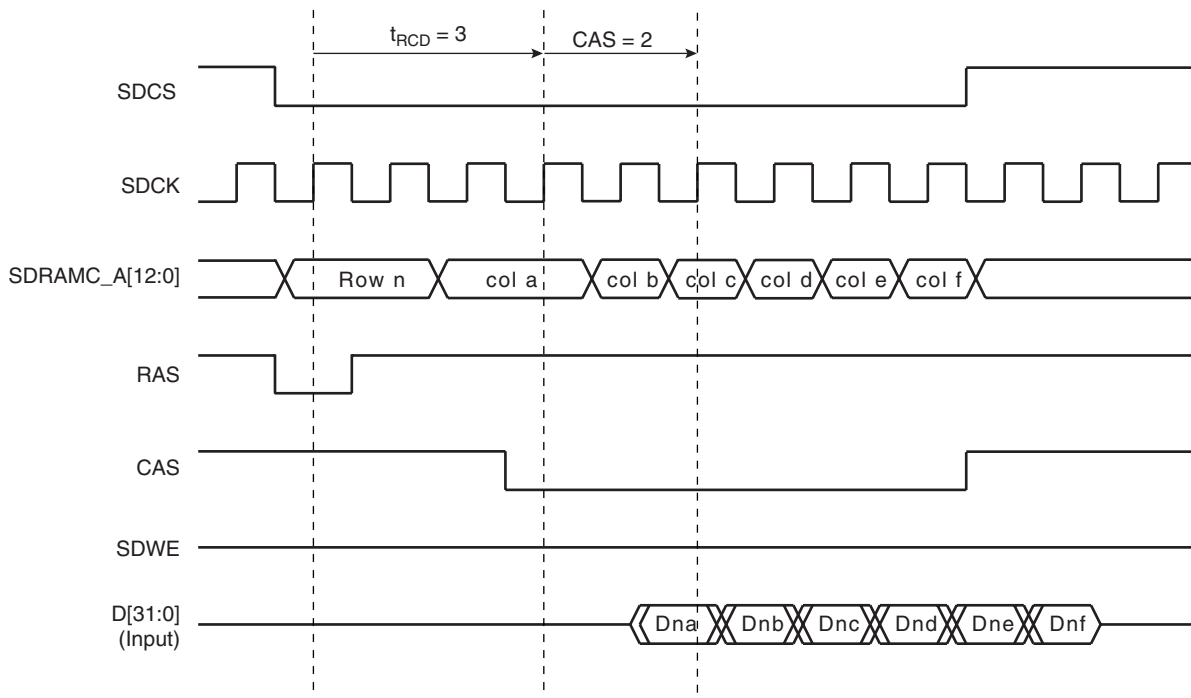 t_RCD = 3
CAS = 2
SDCS
SDCK
SDRAMC_A[12:0]
Row n
col a
col b
col c
col d
col e
col f
RAS
CAS
SDWE
D[31:0]
(Input)
Dna
Dnb
Dnc
Dnd
Dne
Dnf